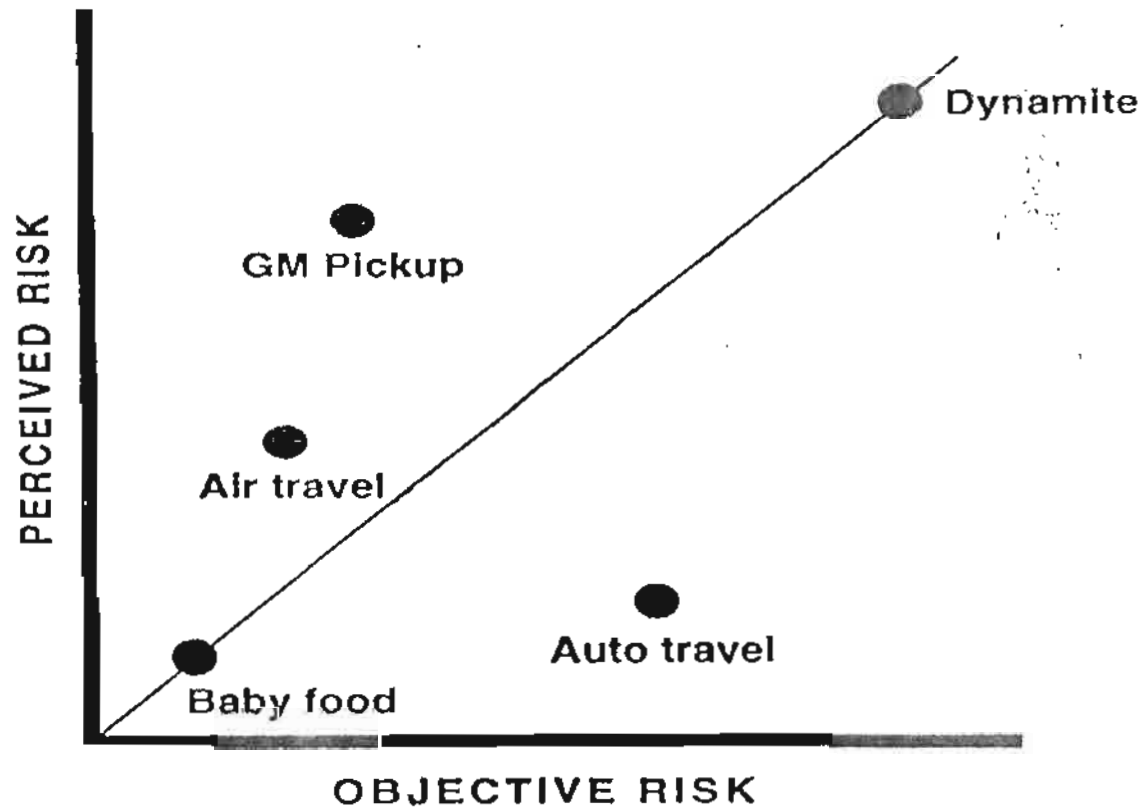 PERCEIVED RISK
Dynamite
GM Pickup
Air travel
Auto travel
Baby food
OBJECTIVE RISK